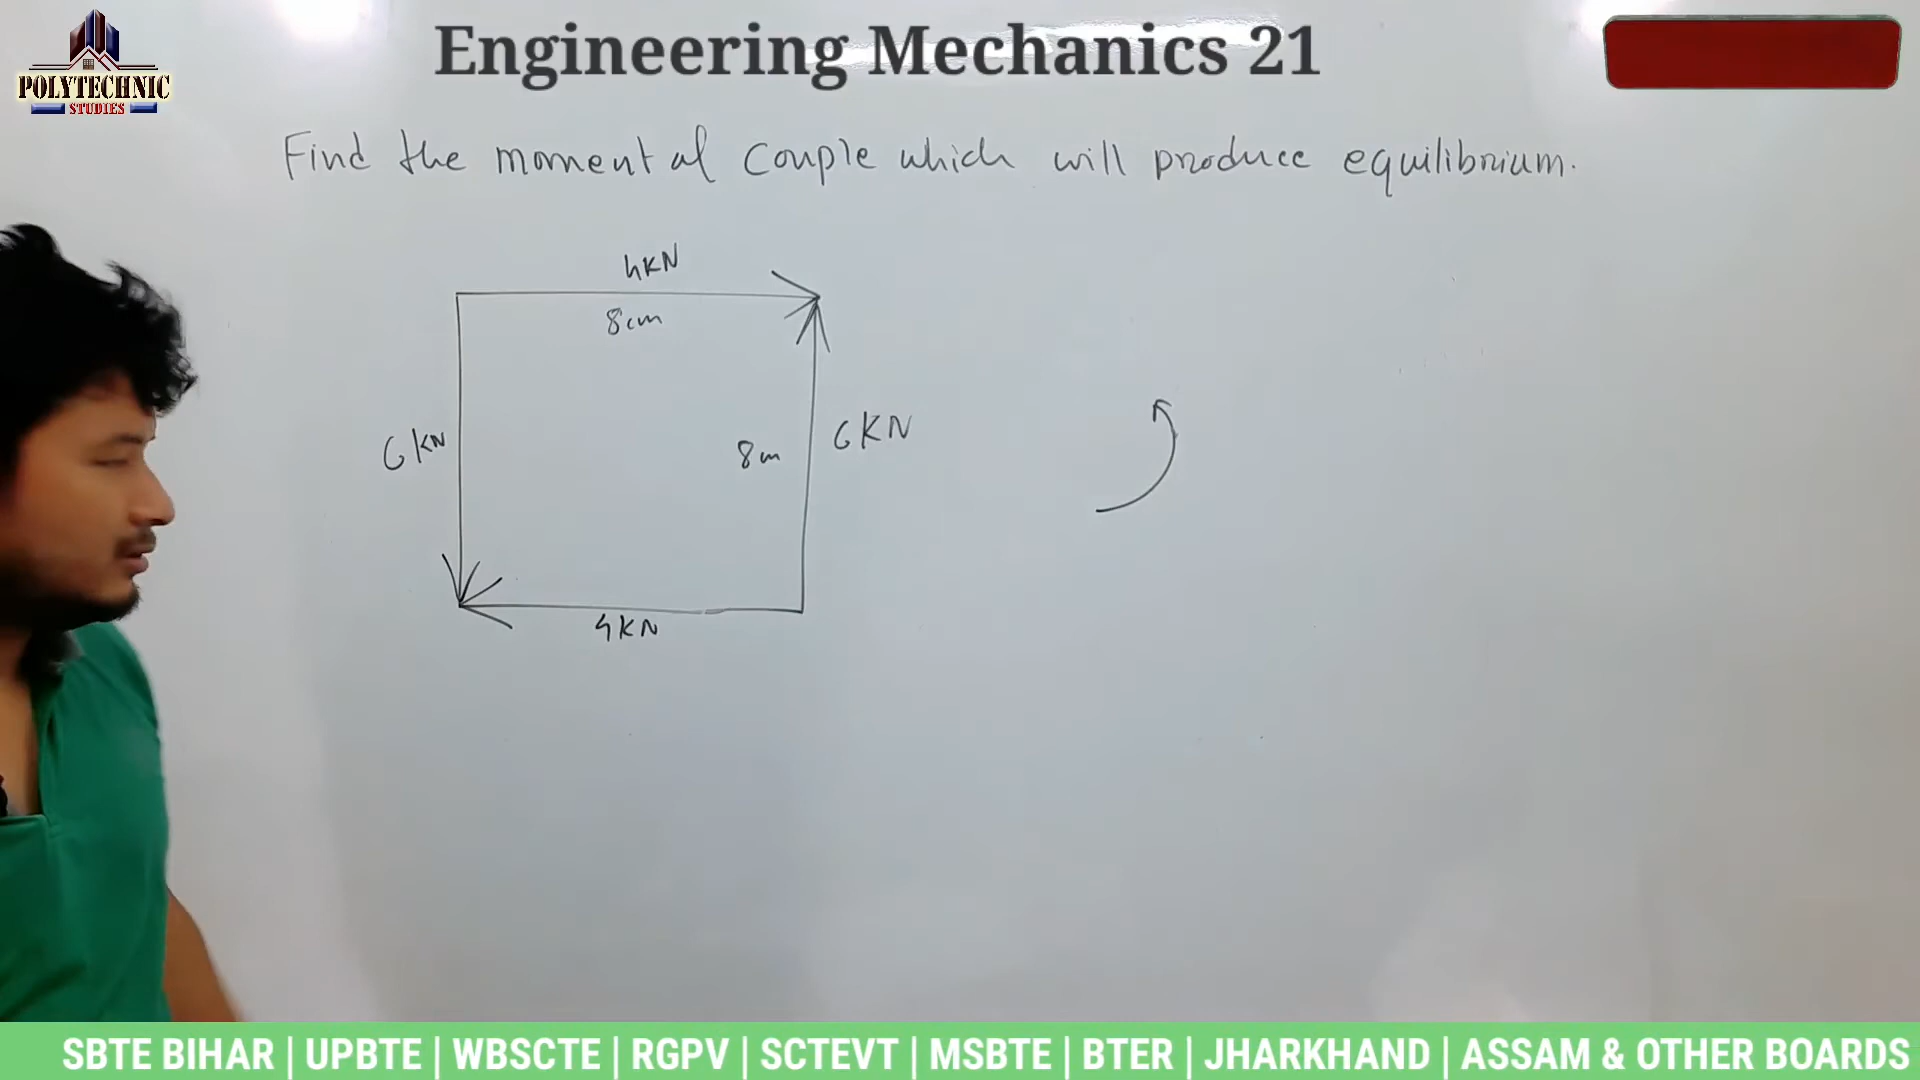 Engineering Mechanics 21
POLYTECHNIC
STUDIES
Find the moment of couple which will produce equilibrium.
4KN
8cm
6KN
8m
6KN
4KN
SBTE BIHAR | UPBTE | WBSCTE | RGPV | SCTEVT | MSBTE | BTER | JHARKHAND | ASSAM & OTHER BOARDS